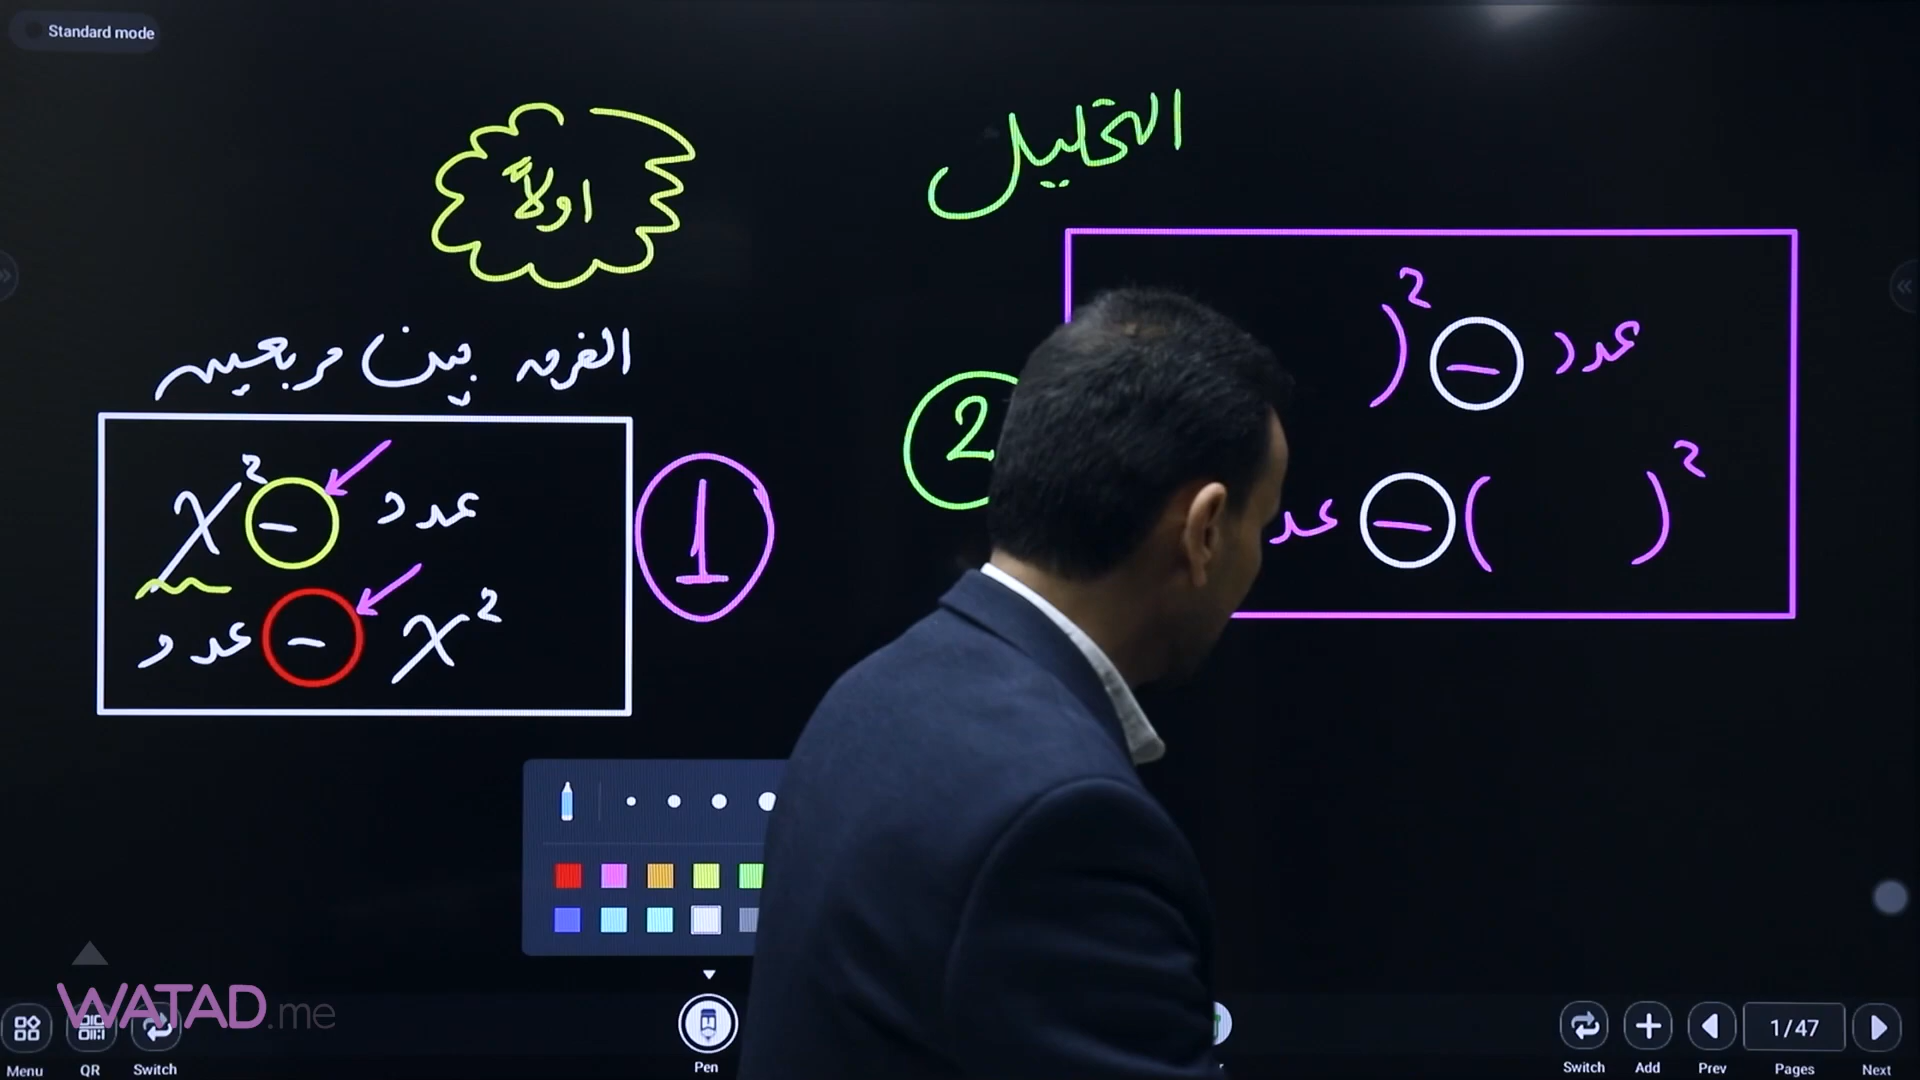 Standard mode
التحليل
اولاً
الفرق بين مربعين
x² − عدد
عدد − x²
1
2
)² − عدد
عد − ( )²
WATAD.me
Menu
QR
Switch
Pen
Switch
Add
Prev
1/47
Pages
Next